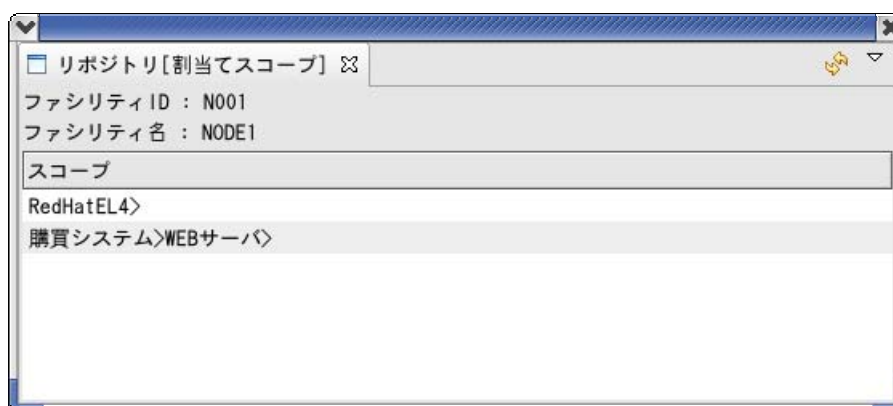 リポジトリ[割当てスコープ]
ファシリティID : N001
ファシリティ名 : NODE1
スコープ
RedHatEL4>
購買システム>WEBサーバ>